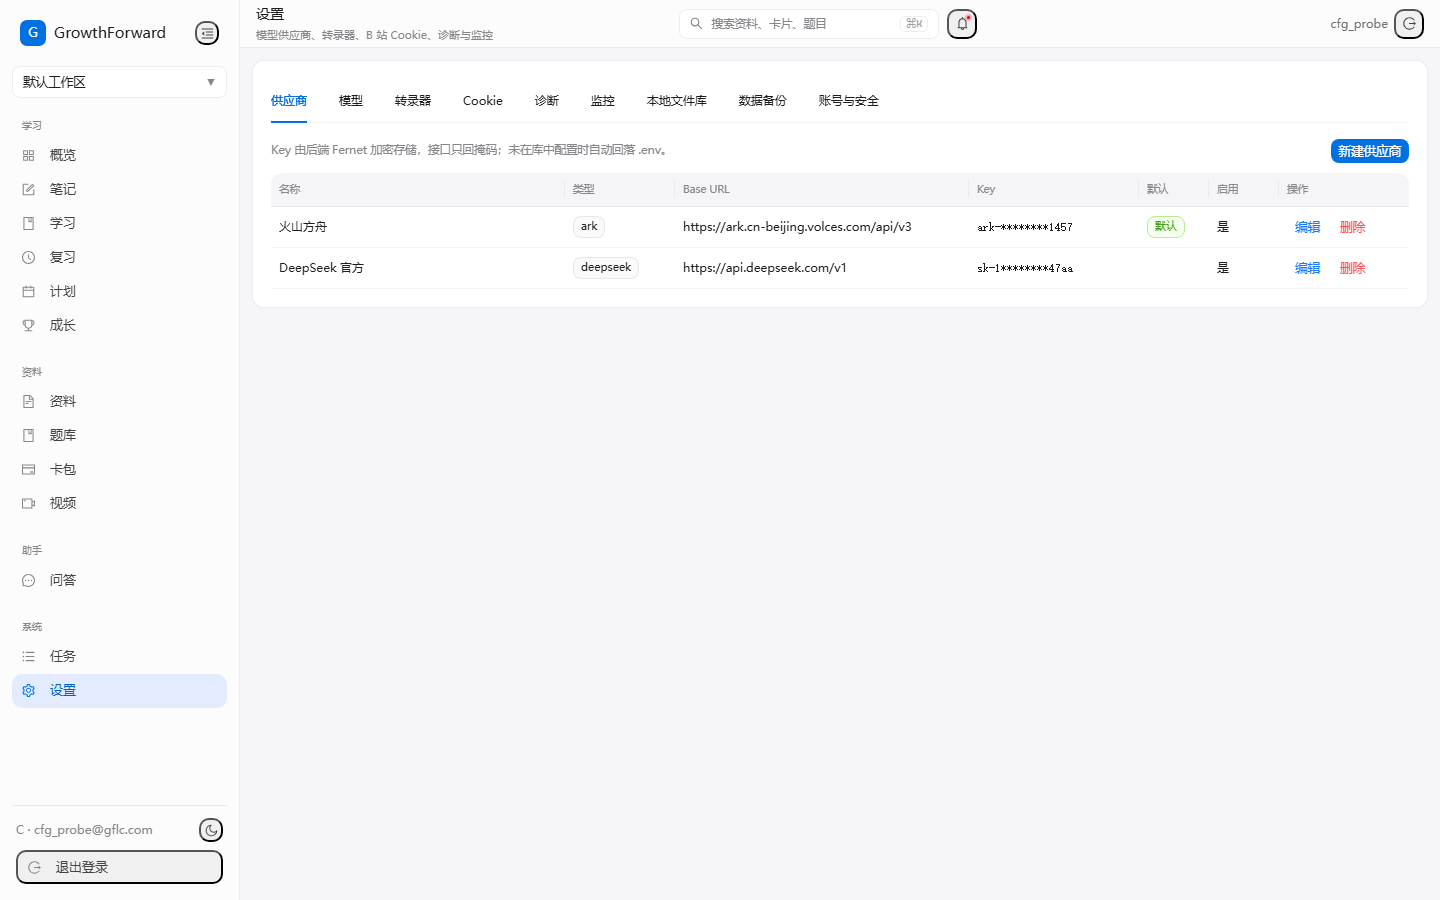 G GrowthForward
默认工作区 ▼
学习
概览
笔记
学习
复习
计划
成长
资料
资料
题库
卡包
视频
助手
问答
系统
任务
设置
C · cfg_probe@gflc.com
退出登录
设置
模型供应商、转录器、B 站 Cookie、诊断与监控
搜索资料、卡片、题目 ⌘K
cfg_probe
供应商 模型 转录器 Cookie 诊断 监控 本地文件库 数据备份 账号与安全
Key 由后端 Fernet 加密存储，接口只回掩码；未在库中配置时自动回落 .env。
新建供应商
名称 类型 Base URL Key 默认 启用 操作
火山方舟 ark https://ark.cn-beijing.volces.com/api/v3 ark-********1457 默认 是 编辑 删除
DeepSeek 官方 deepseek https://api.deepseek.com/v1 sk-1********47aa 是 编辑 删除